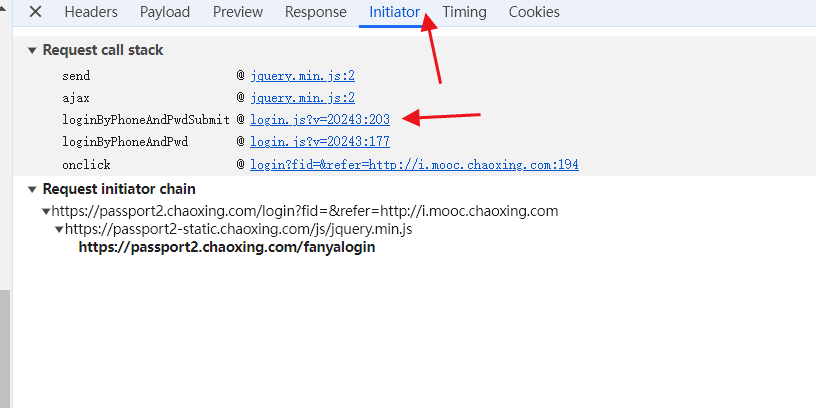 Headers Payload Preview Response Initiator Timing Cookies
Request call stack
send @ jquery.min.js:2
ajax @ jquery.min.js:2
loginByPhoneAndPwdSubmit @ login.js?v=20243:203
loginByPhoneAndPwd @ login.js?v=20243:177
onclick @ login?fid=&refer=http://i.mooc.chaoxing.com:194
Request initiator chain
https://passport2.chaoxing.com/login?fid=&refer=http://i.mooc.chaoxing.com
https://passport2-static.chaoxing.com/js/jquery.min.js
https://passport2.chaoxing.com/fanyalogin